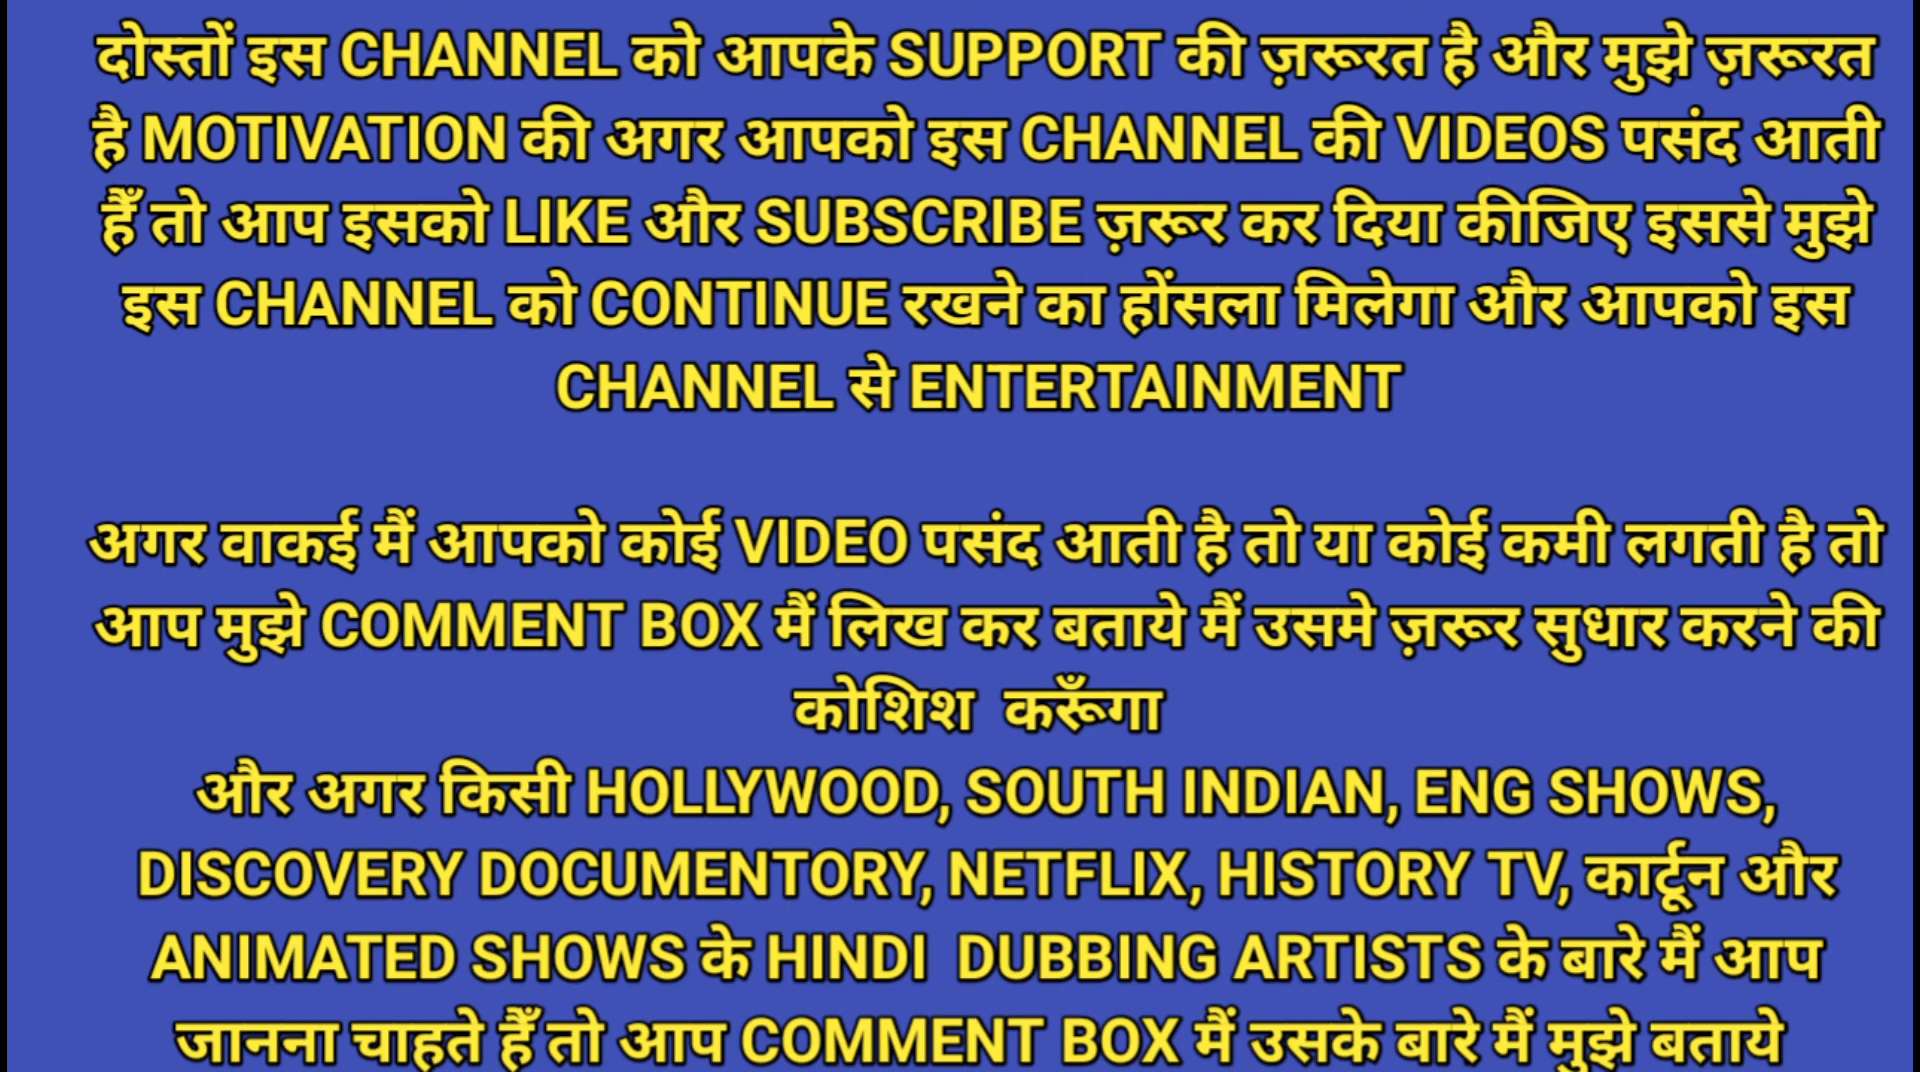 दोस्तों इस CHANNEL को आपके SUPPORT की ज़रूरत है और मुझे ज़रूरत
है MOTIVATION की अगर आपको इस CHANNEL की VIDEOS पसंद आती
हैं तो आप इसको LIKE और SUBSCRIBE ज़रूर कर दिया कीजिए इससे मुझे
इस CHANNEL को CONTINUE रखने का होंसला मिलेगा और आपको इस
CHANNEL से ENTERTAINMENT
अगर वाकई मैं आपको कोई VIDEO पसंद आती है तो या कोई कमी लगती है तो
आप मुझे COMMENT BOX मैं लिख कर बताये मैं उसमे ज़रूर सुधार करने की
कोशिश करूँगा
और अगर किसी HOLLYWOOD, SOUTH INDIAN, ENG SHOWS,
DISCOVERY DOCUMENTORY, NETFLIX, HISTORY TV, कार्टून और
ANIMATED SHOWS के HINDI DUBBING ARTISTS के बारे मैं आप
जानना चाहते हैँ तो आप COMMENT BOX मैं उसके बारे मैं मुझे बताये